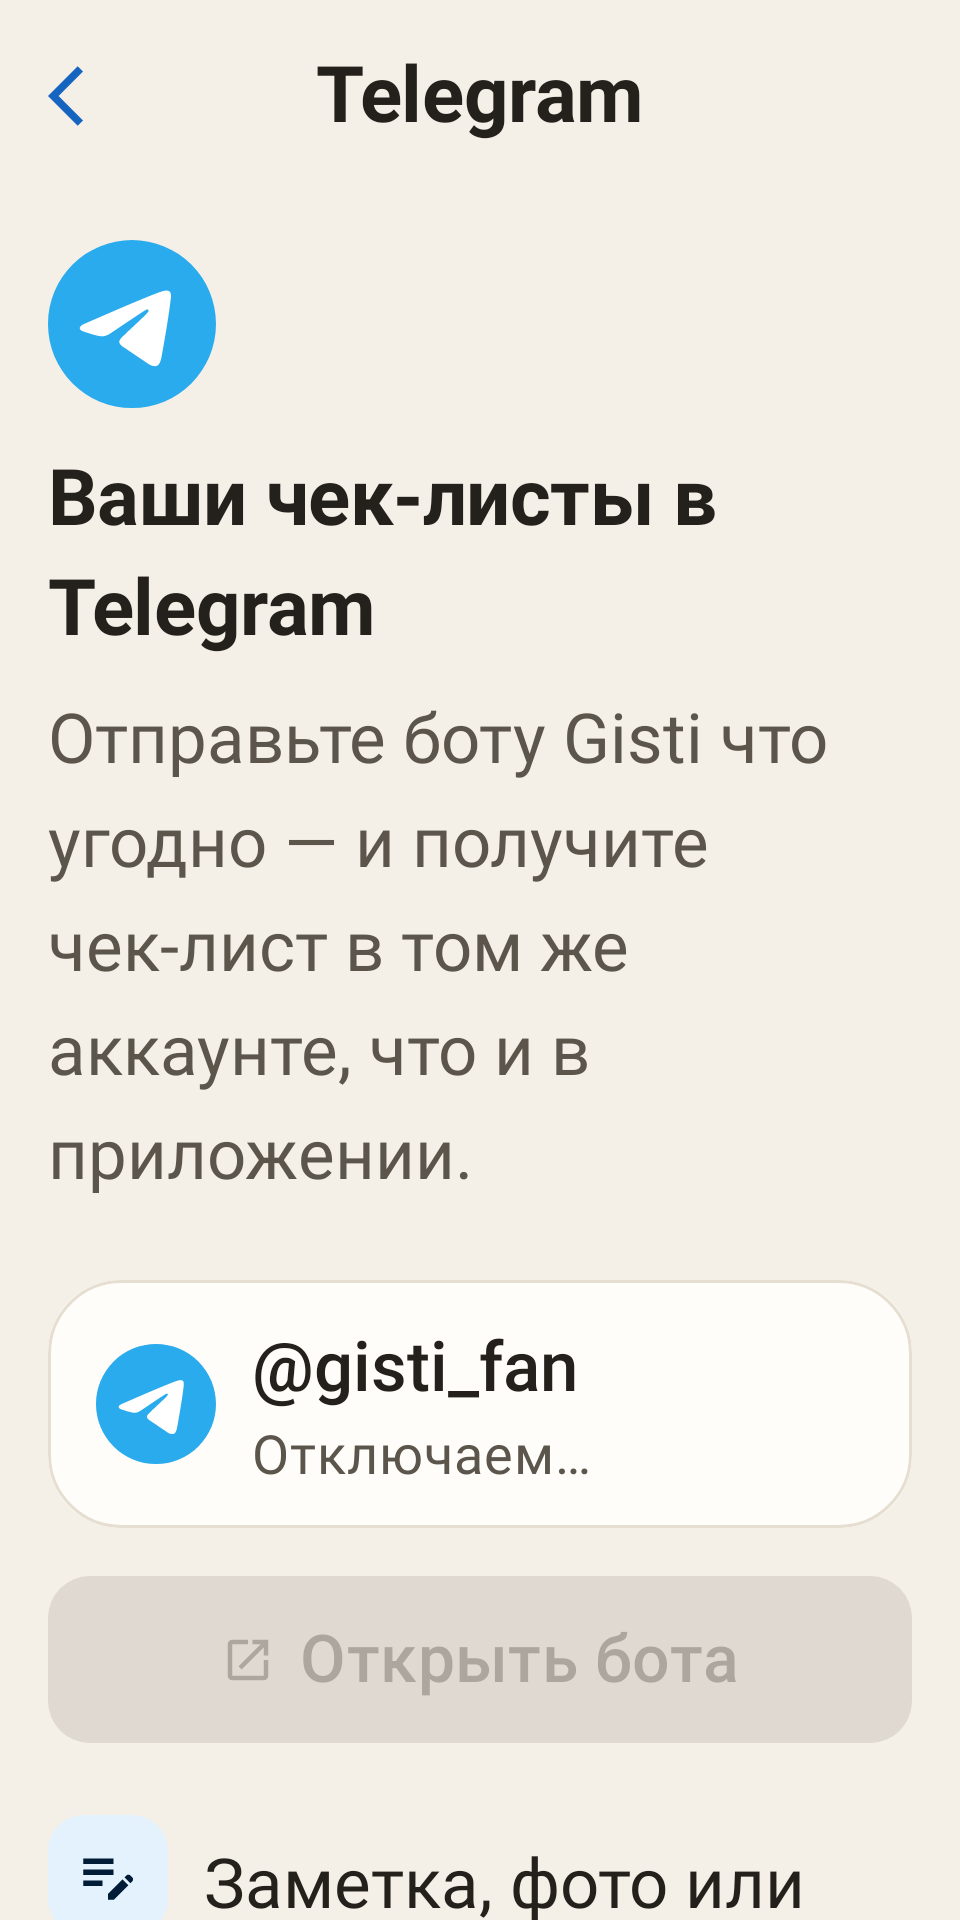 Telegram
Ваши чек-листы в
Telegram
Отправьте боту Gisti что
угодно — и получите
чек-лист в том же
аккаунте, что и в
приложении.
@gisti_fan
Отключаем…
Открыть бота
Заметка, фото или